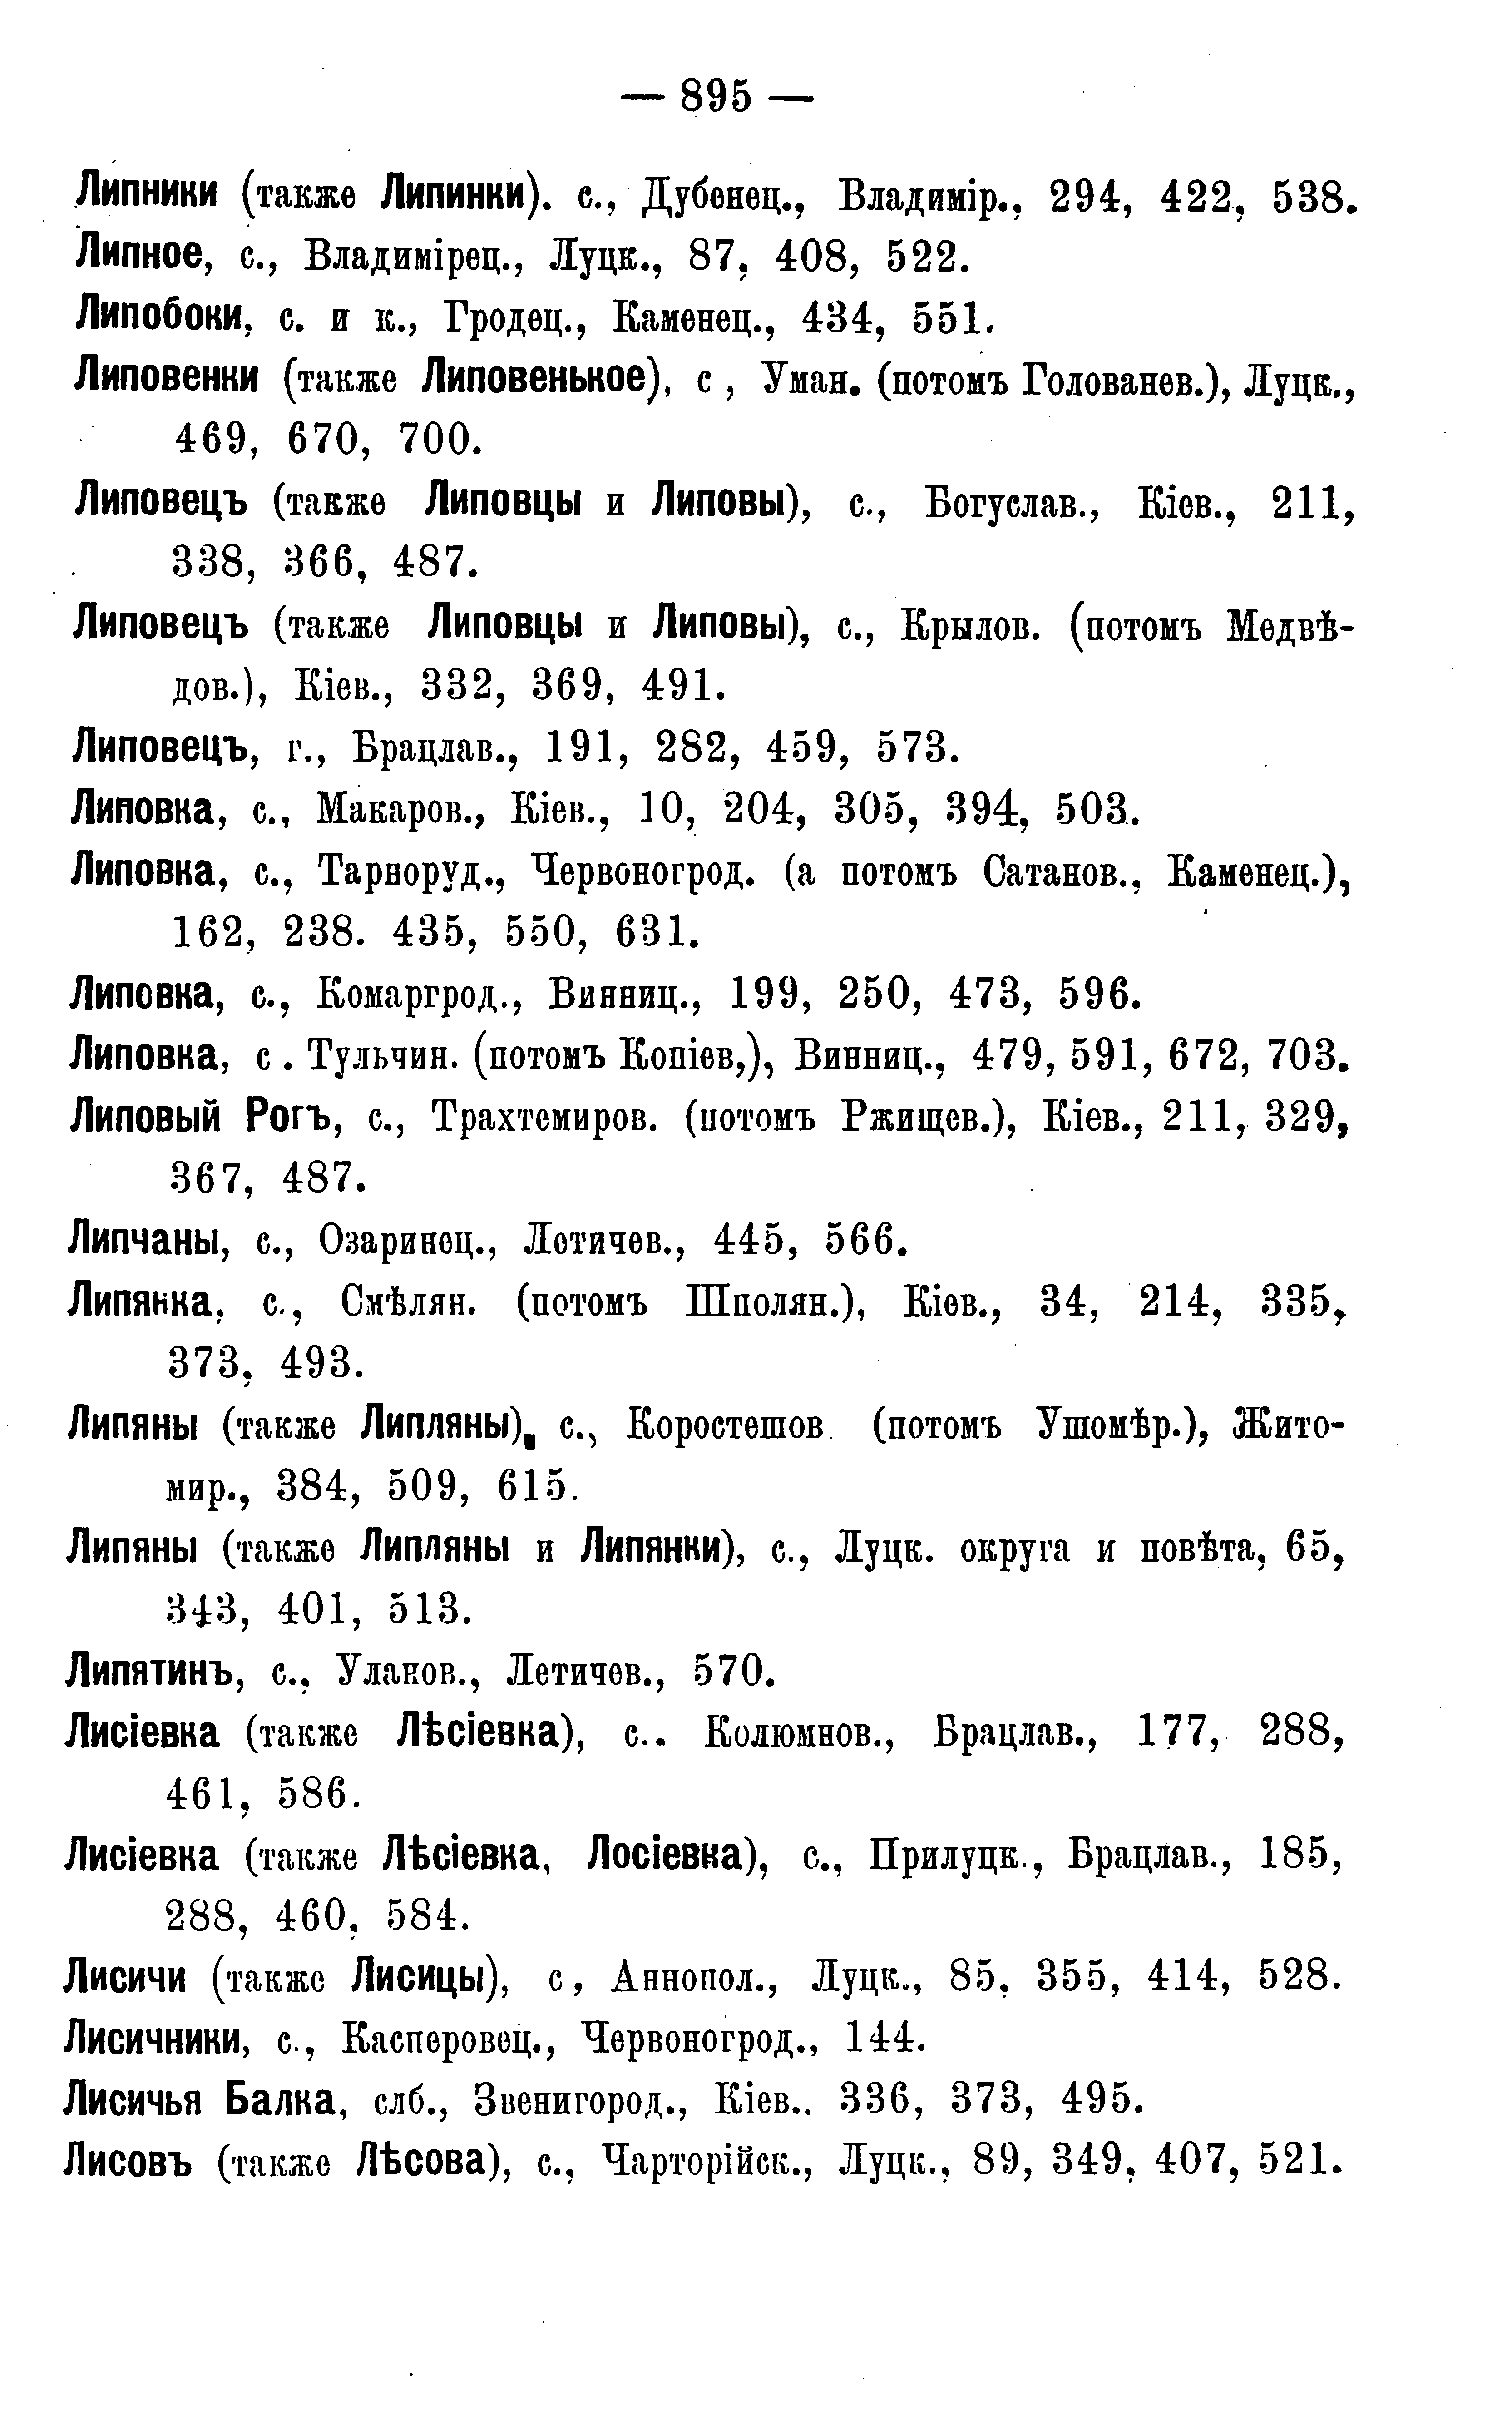 — 895 —
Липники (также Липинки). с., Дубенец., Владимір., 294, 422, 538.
Липное, с., Владимірец., Луцк., 87, 408, 522.
Липобоки, с. и к., Гродец., Каменец., 434, 551.
Липовенки (также Липовенькое), с , Уман. (потомъ Голованев.), Луцк.,
469, 670, 700.
Липовецъ (также Липовцы и Липовы), с., Богуслав., Кіев., 211,
338, 366, 487.
Липовецъ (также Липовцы и Липовы), с., Крылов. (потомъ Медвѣ-
дов.), Кіев., 332, 369, 491.
Липовецъ, г., Брацлав., 191, 282, 459, 573.
Липовка, с., Макаров., Кіев., 10, 204, 305, 394, 503.
Липовка, с., Тарноруд., Червоногрод. (а потомъ Сатанов., Каменец.),
162, 238. 435, 550, 631.
Липовка, с., Комаргрод., Винниц., 199, 250, 473, 596.
Липовка, с . Тульчин. (потомъ Копіев,), Винниц., 479, 591, 672, 703.
Липовый Рогъ, с., Трахтемиров. (потомъ Ржищев.), Кіев., 211, 329,
367, 487.
Липчаны, с., Озаринец., Летичев., 445, 566.
Липянка, с., Смѣлян. (потомъ Шполян.), Кіев., 34, 214, 335,
373, 493.
Липяны (также Липляны), с., Коростешов. (потомъ Ушомѣр.), Жито-
мир., 384, 509, 615.
Липяны (также Липляны и Липянки), с., Луцк. округа и повѣта, 65,
343, 401, 513.
Липятинъ, с., Уланов., Летичев., 570.
Лисіевка (также Лѣсіевка), с.. Колюмнов., Брацлав., 177, 288,
461, 586.
Лисіевка (также Лѣсіевка, Лосіевка), с., Прилуцк., Брацлав., 185,
288, 460, 584.
Лисичи (также Лисицы), с , Аннопол., Луцк., 85, 355, 414, 528.
Лисичники, с., Касперовец., Червоногрод., 144.
Лисичья Балка, слб., Звенигород., Кіев.. 336, 373, 495.
Лисовъ (также Лѣсова), с., Чарторійск., Луцк., 89, 349, 407, 521.